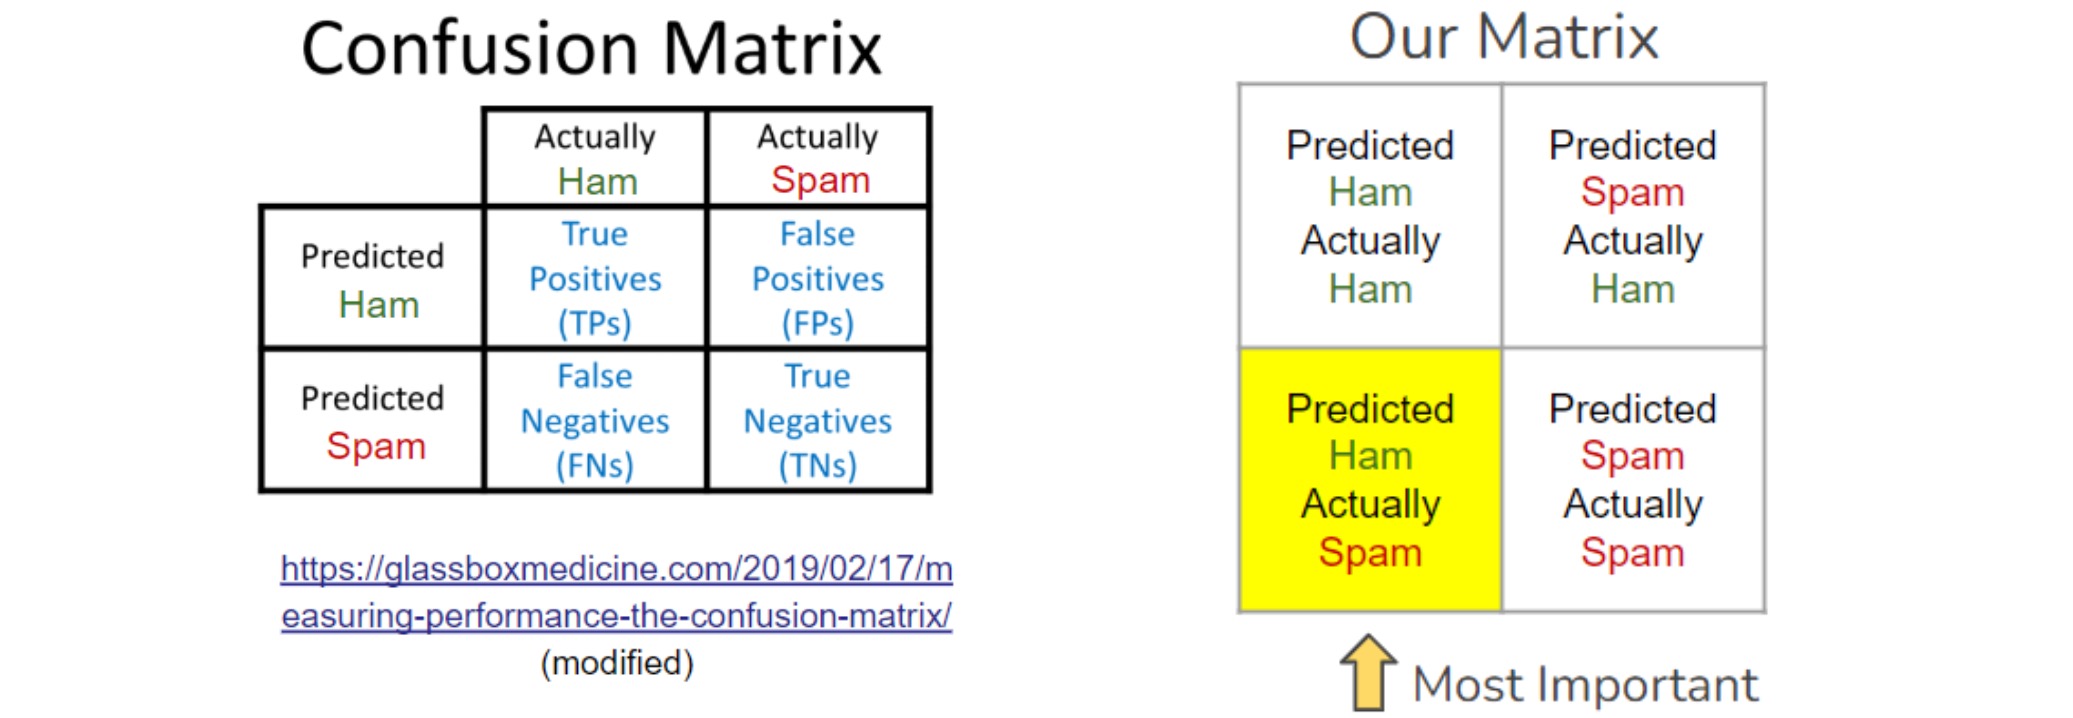 Confusion Matrix
Actually
Ham
Actually
Spam
Predicted
Ham
True
Positives
(TPs)
False
Positives
(FPs)
Predicted
Spam
False
Negatives
(FNs)
True
Negatives
(TNs)
https://glassboxmedicine.com/2019/02/17/m
easuring-performance-the-confusion-matrix/
(modified)
Our Matrix
Predicted
Ham
Actually
Ham
Predicted
Spam
Actually
Ham
Predicted
Ham
Actually
Spam
Predicted
Spam
Actually
Spam
Most Important